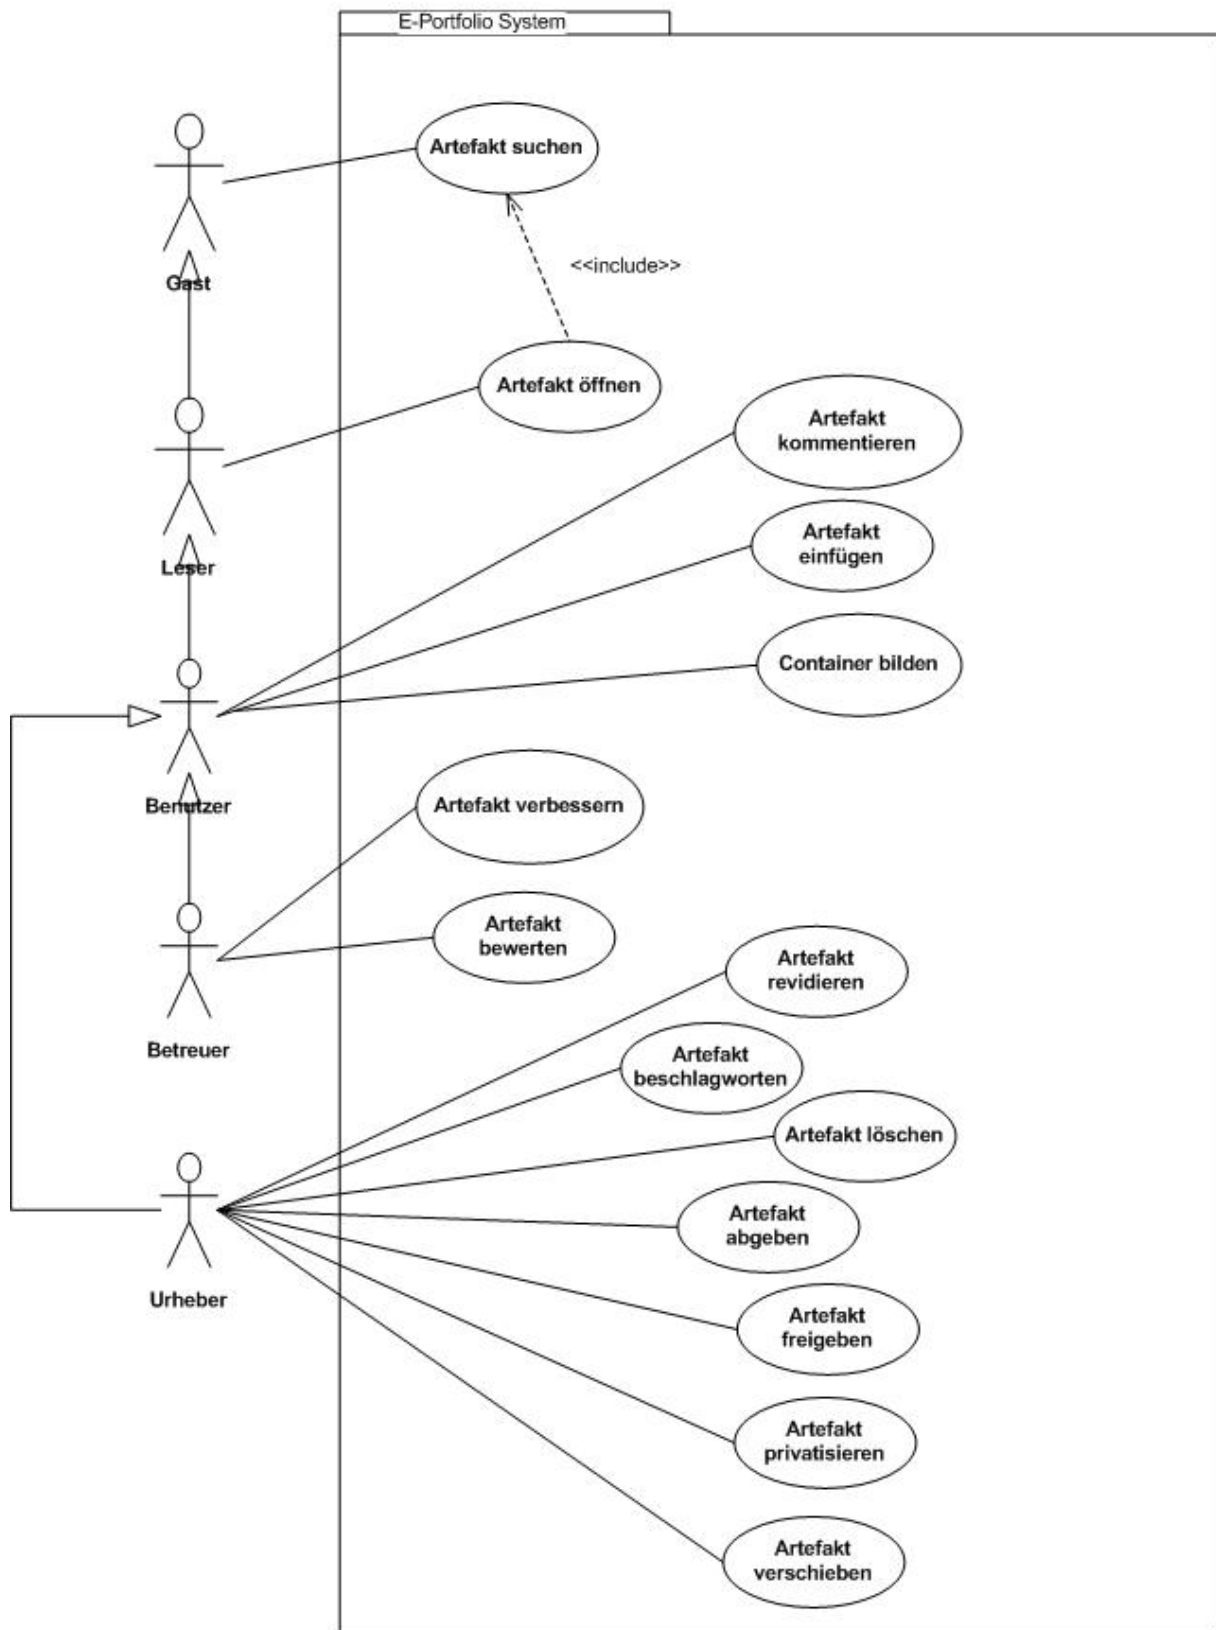 E-Portfolio System
Artefakt suchen
Gast
<<include>>
Artefakt öffnen
Artefakt
kommentieren
Artefakt
einfügen
Leser
Container bilden
Benutzer
Artefakt verbessern
Artefakt
bewerten
Artefakt
revidieren
Betreuer
Artefakt
beschlagworten
Artefakt löschen
Artefakt
abgeben
Urheber
Artefakt
freigeben
Artefakt
privatisieren
Artefakt
verschieben